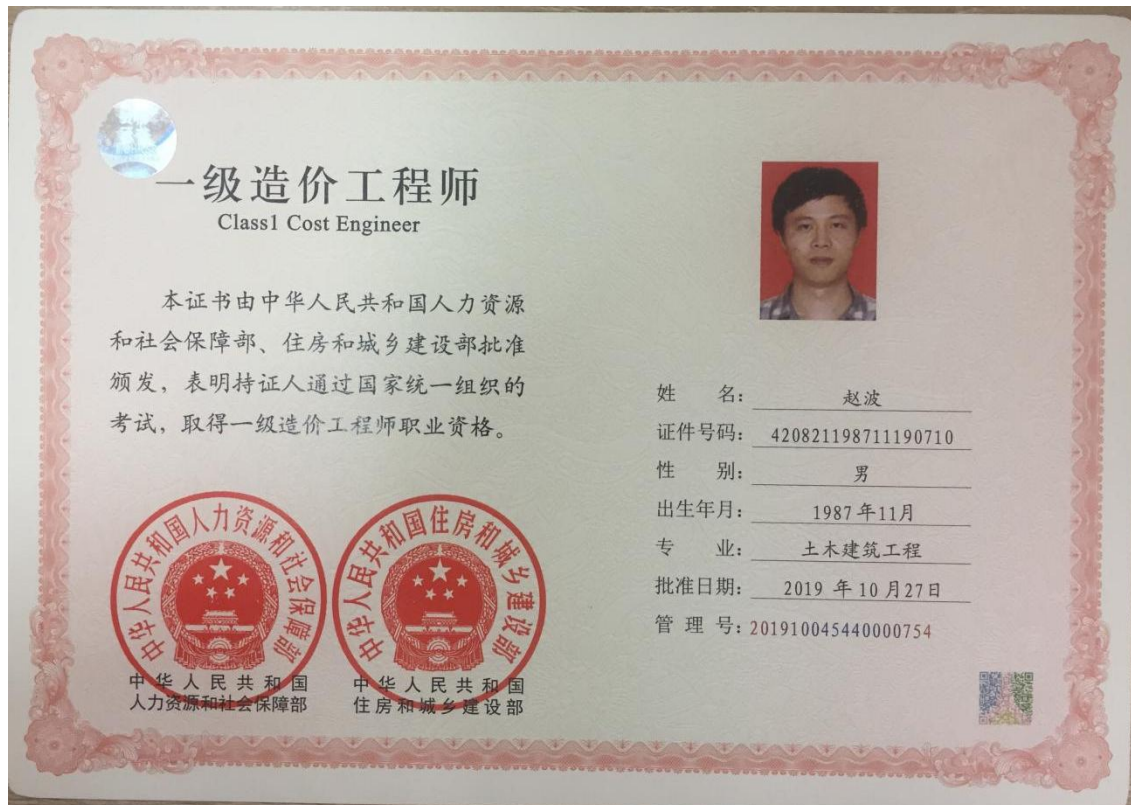 一级造价工程师
Class1 Cost Engineer
本证书由中华人民共和国人力资源
和社会保障部、住房和城乡建设部批准
颁发，表明持证人通过国家统一组织的
考试，取得一级造价工程师职业资格。
中华人民共和国人力资源和社会保障部
中华人民共和国住房和城乡建设部
中华人民共和国
人力资源和社会保障部
中华人民共和国
住房和城乡建设部
姓 名：赵波
证件号码：420821198711190710
性 别：男
出生年月：1987年11月
专 业：土木建筑工程
批准日期：2019 年 10 月27日
管 理 号：201910045440000754